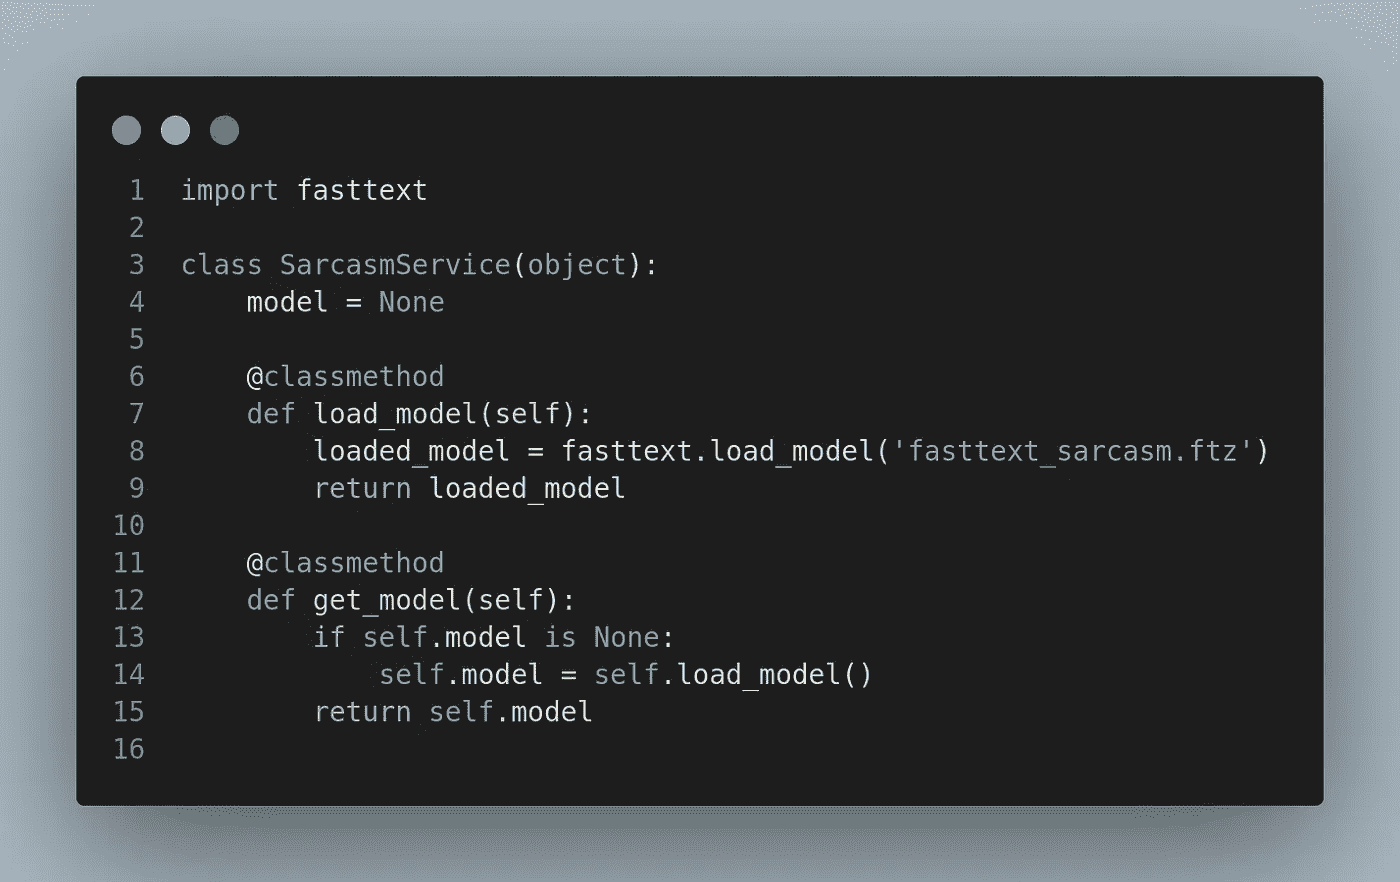 1 import fasttext
2
3 class SarcasmService(object):
4     model = None
5
6     @classmethod
7     def load_model(self):
8         loaded_model = fasttext.load_model('fasttext_sarcasm.ftz')
9         return loaded_model
10
11     @classmethod
12     def get_model(self):
13         if self.model is None:
14             self.model = self.load_model()
15         return self.model
16